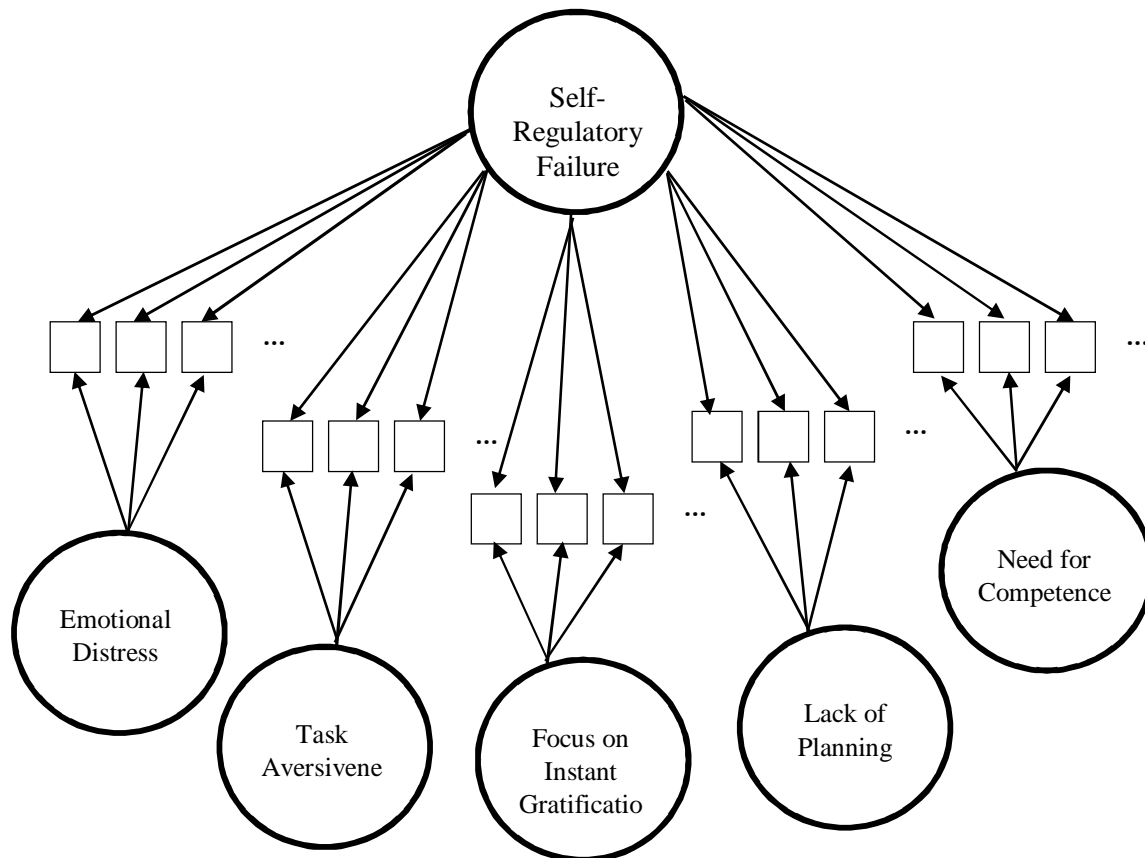 Self-
Regulatory
Failure
...
...
...
...
...
Need for
Competence
Emotional
Distress
Lack of
Planning
Task
Aversivene
Focus on
Instant
Gratificatio